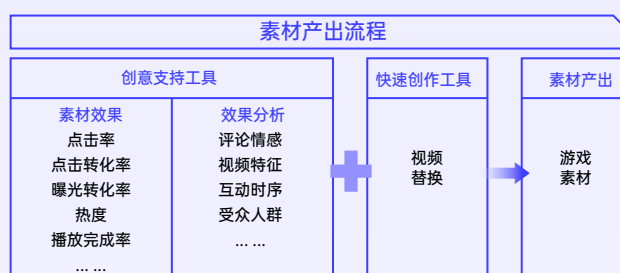 素材产出流程
创意支持工具
素材效果
点击率
点击转化率
曝光转化率
热度
播放完成率
... ...
效果分析
评论情感
视频特征
互动时序
受众人群
... ...
快速创作工具
视频
替换
素材产出
游戏
素材